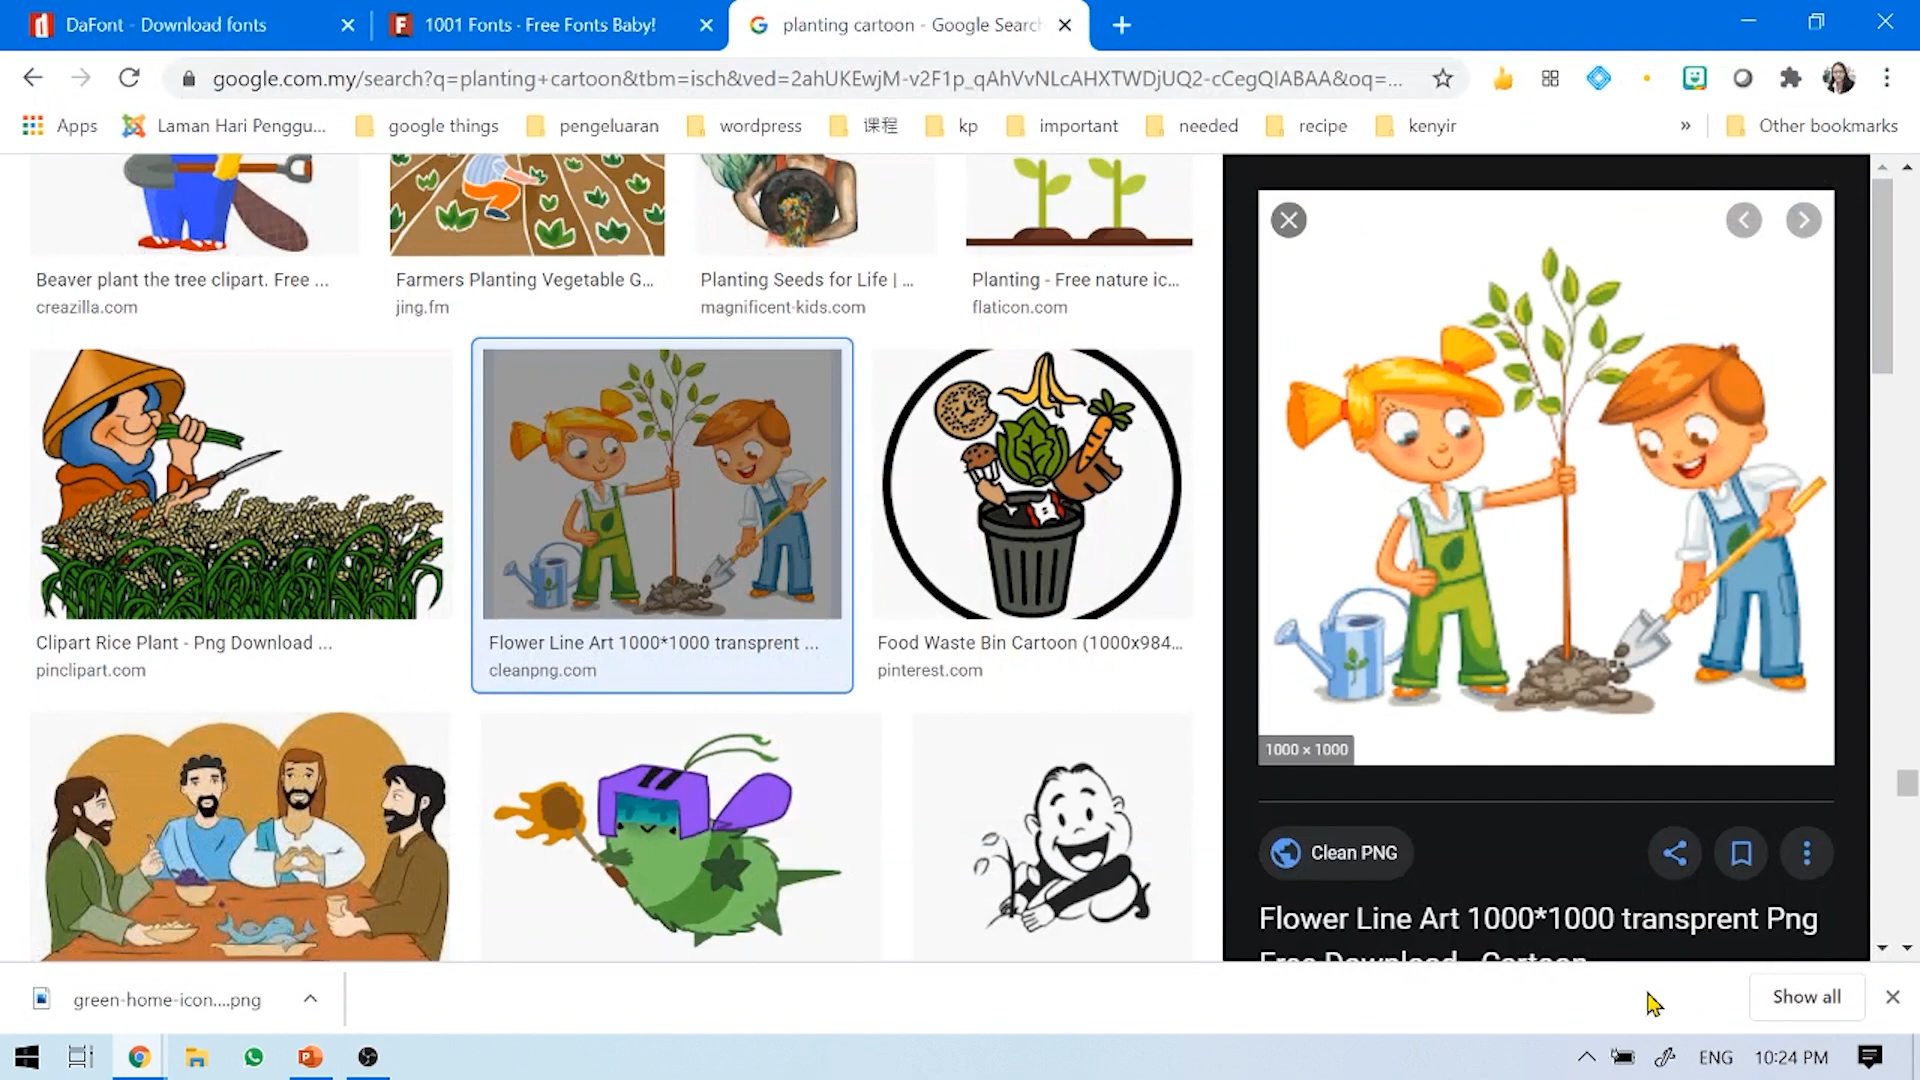 DaFont - Download fonts
1001 Fonts - Free Fonts Baby!
planting cartoon - Google Search
google.com.my/search?q=planting+cartoon&tbm=isch&ved=2ahUKEwjM-v2F1p_qAhVvNLcAHXTWDjUQ2-cCegQIABAA&oq=...
Apps
Laman Hari Penggu...
google things
pengeluaran
wordpress
课程
kp
important
needed
recipe
kenyir
»
Other bookmarks
Beaver plant the tree clipart. Free ...
creazilla.com
Farmers Planting Vegetable G...
jing.fm
Planting Seeds for Life | ...
magnificent-kids.com
Planting - Free nature ic...
flaticon.com
Clipart Rice Plant - Png Download ...
pinclipart.com
Flower Line Art 1000*1000 transprent ...
cleanpng.com
Food Waste Bin Cartoon (1000x984...
pinterest.com
1000 × 1000
Clean PNG
Flower Line Art 1000*1000 transprent Png
Free Download - Cartoon
green-home-icon....png
Show all
ENG
10:24 PM